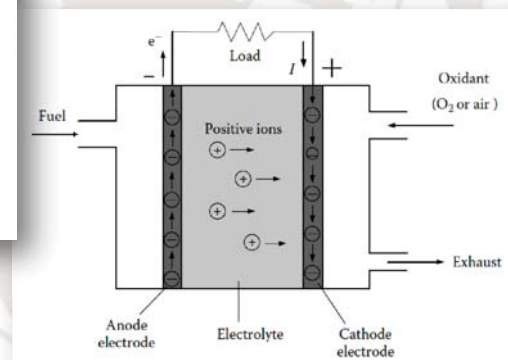 e⁻
Load
−
I
+
Oxidant
(O₂ or air )
Fuel
Positive ions
Exhaust
Anode
electrode
Electrolyte
Cathode
electrode